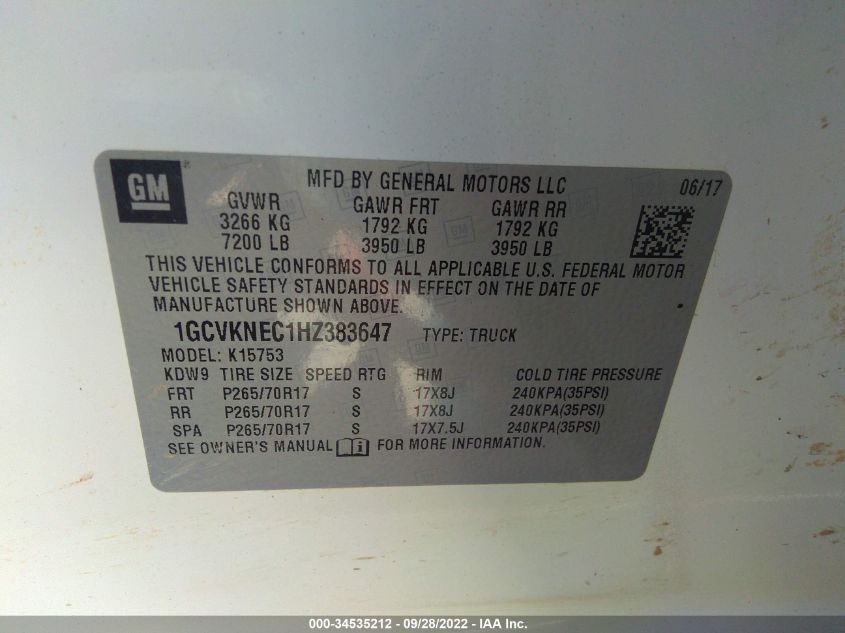 GM
MFD BY GENERAL MOTORS LLC 06/17
GVWR GAWR FRT GAWR RR
3266 KG 1792 KG 1792 KG
7200 LB 3950 LB 3950 LB
THIS VEHICLE CONFORMS TO ALL APPLICABLE U.S. FEDERAL MOTOR
VEHICLE SAFETY STANDARDS IN EFFECT ON THE DATE OF
MANUFACTURE SHOWN ABOVE.
1GCVKNEC1HZ383647 TYPE: TRUCK
MODEL: K15753
KDW9 TIRE SIZE SPEED RTG RIM COLD TIRE PRESSURE
FRT P265/70R17 S 17X8J 240KPA(35PSI)
RR P265/70R17 S 17X8J 240KPA(35PSI)
SPA P265/70R17 S 17X7.5J 240KPA(35PSI)
SEE OWNER'S MANUAL i FOR MORE INFORMATION.
000-34535212 - 09/28/2022 - IAA Inc.